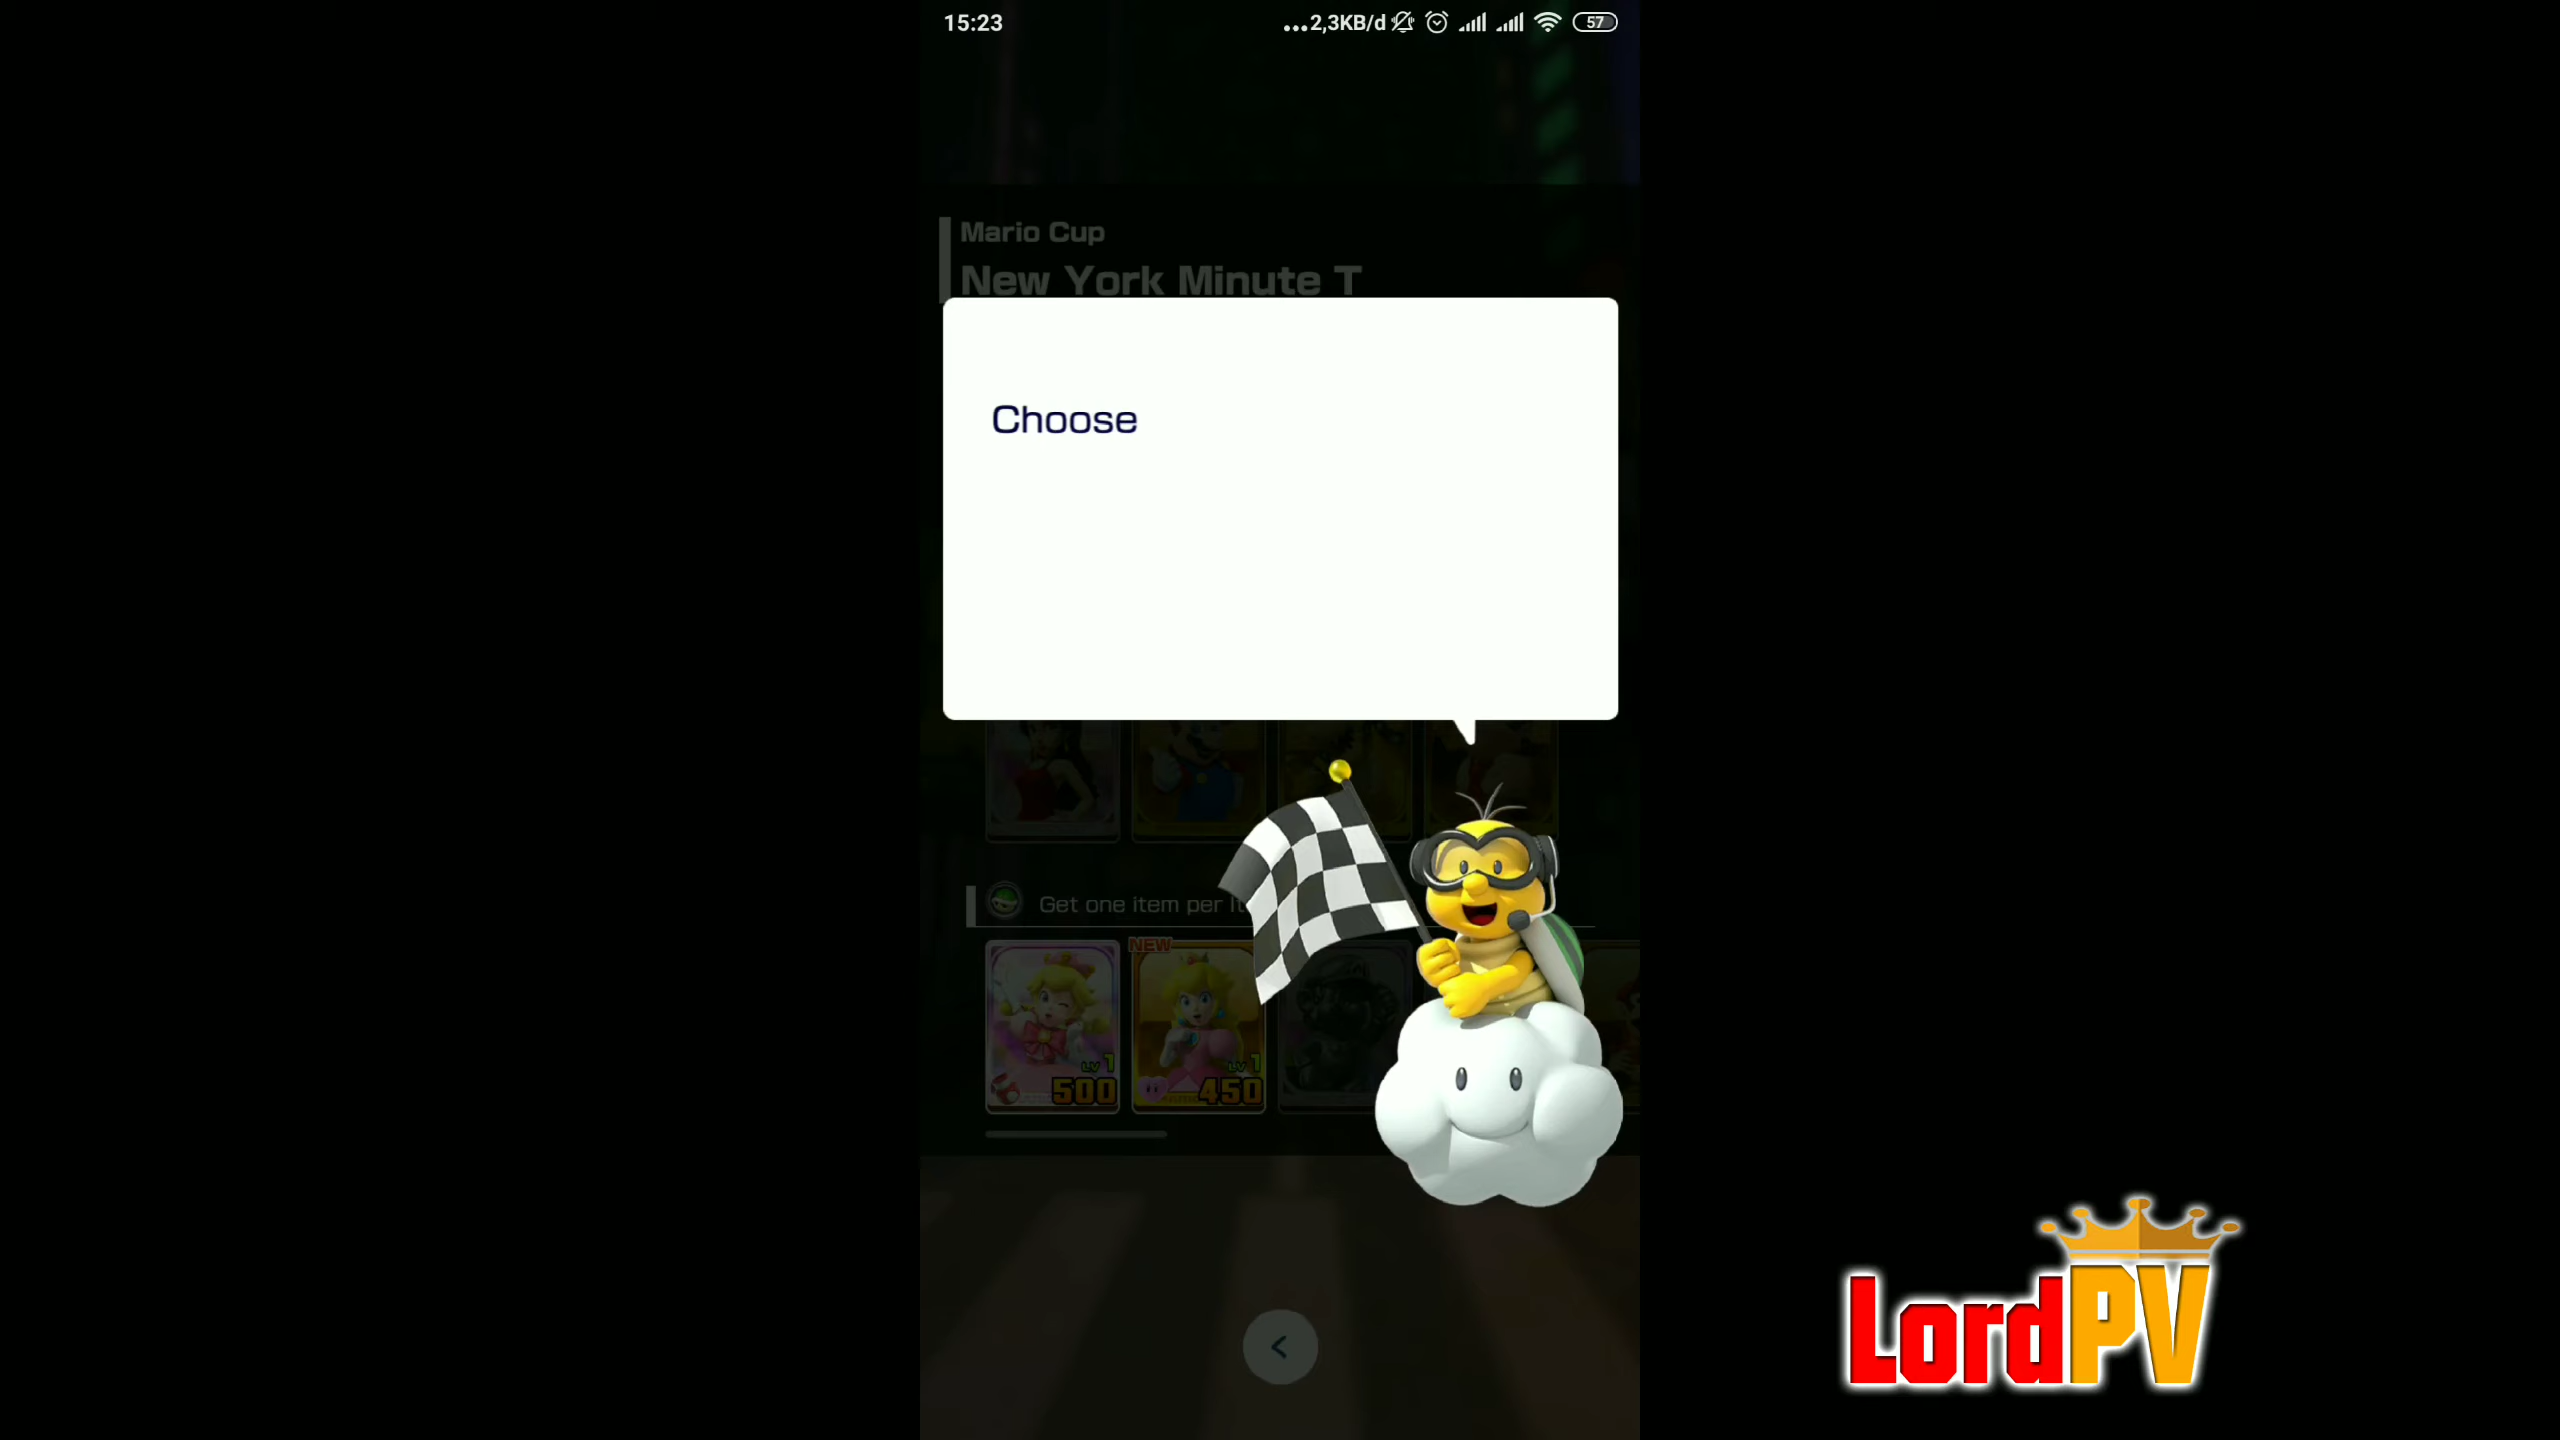 15:23
...2,3KB/d
57
Mario Cup
New York Minute T
Choose
Get one item per It
NEW
Lv 1
500
Lv 1
450
LordPV